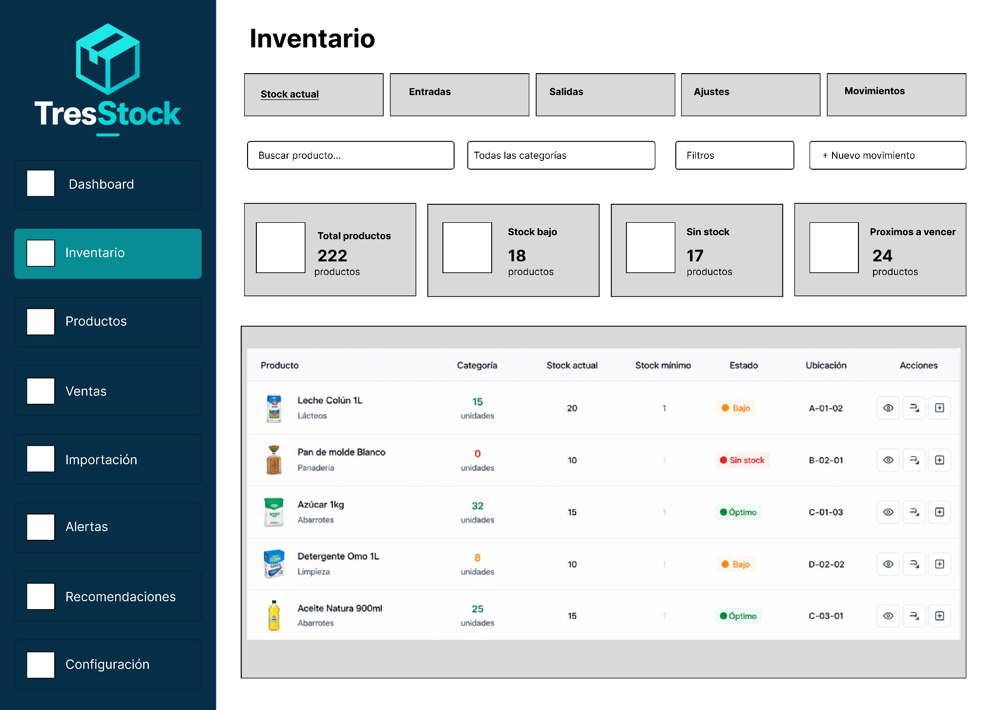 TresStock
Dashboard
Inventario
Productos
Ventas
Importación
Alertas
Recomendaciones
Configuración
Inventario
Stock actual
Entradas
Salidas
Ajustes
Movimientos
Buscar producto...
Todas las categorías
Filtros
+ Nuevo movimiento
Total productos
222
productos
Stock bajo
18
productos
Sin stock
17
productos
Proximos a vencer
24
productos
Producto Categoría Stock actual Stock mínimo Estado Ubicación Acciones
Leche Colún 1L
Lácteos
15
unidades
20
1
Bajo
A-01-02
Pan de molde Blanco
Panadería
0
unidades
10
1
Sin stock
B-02-01
Azúcar 1kg
Abarrotes
32
unidades
15
1
Óptimo
C-01-03
Detergente Omo 1L
Limpieza
8
unidades
10
1
Bajo
D-02-02
Aceite Natura 900ml
Abarrotes
25
unidades
15
1
Óptimo
C-03-01